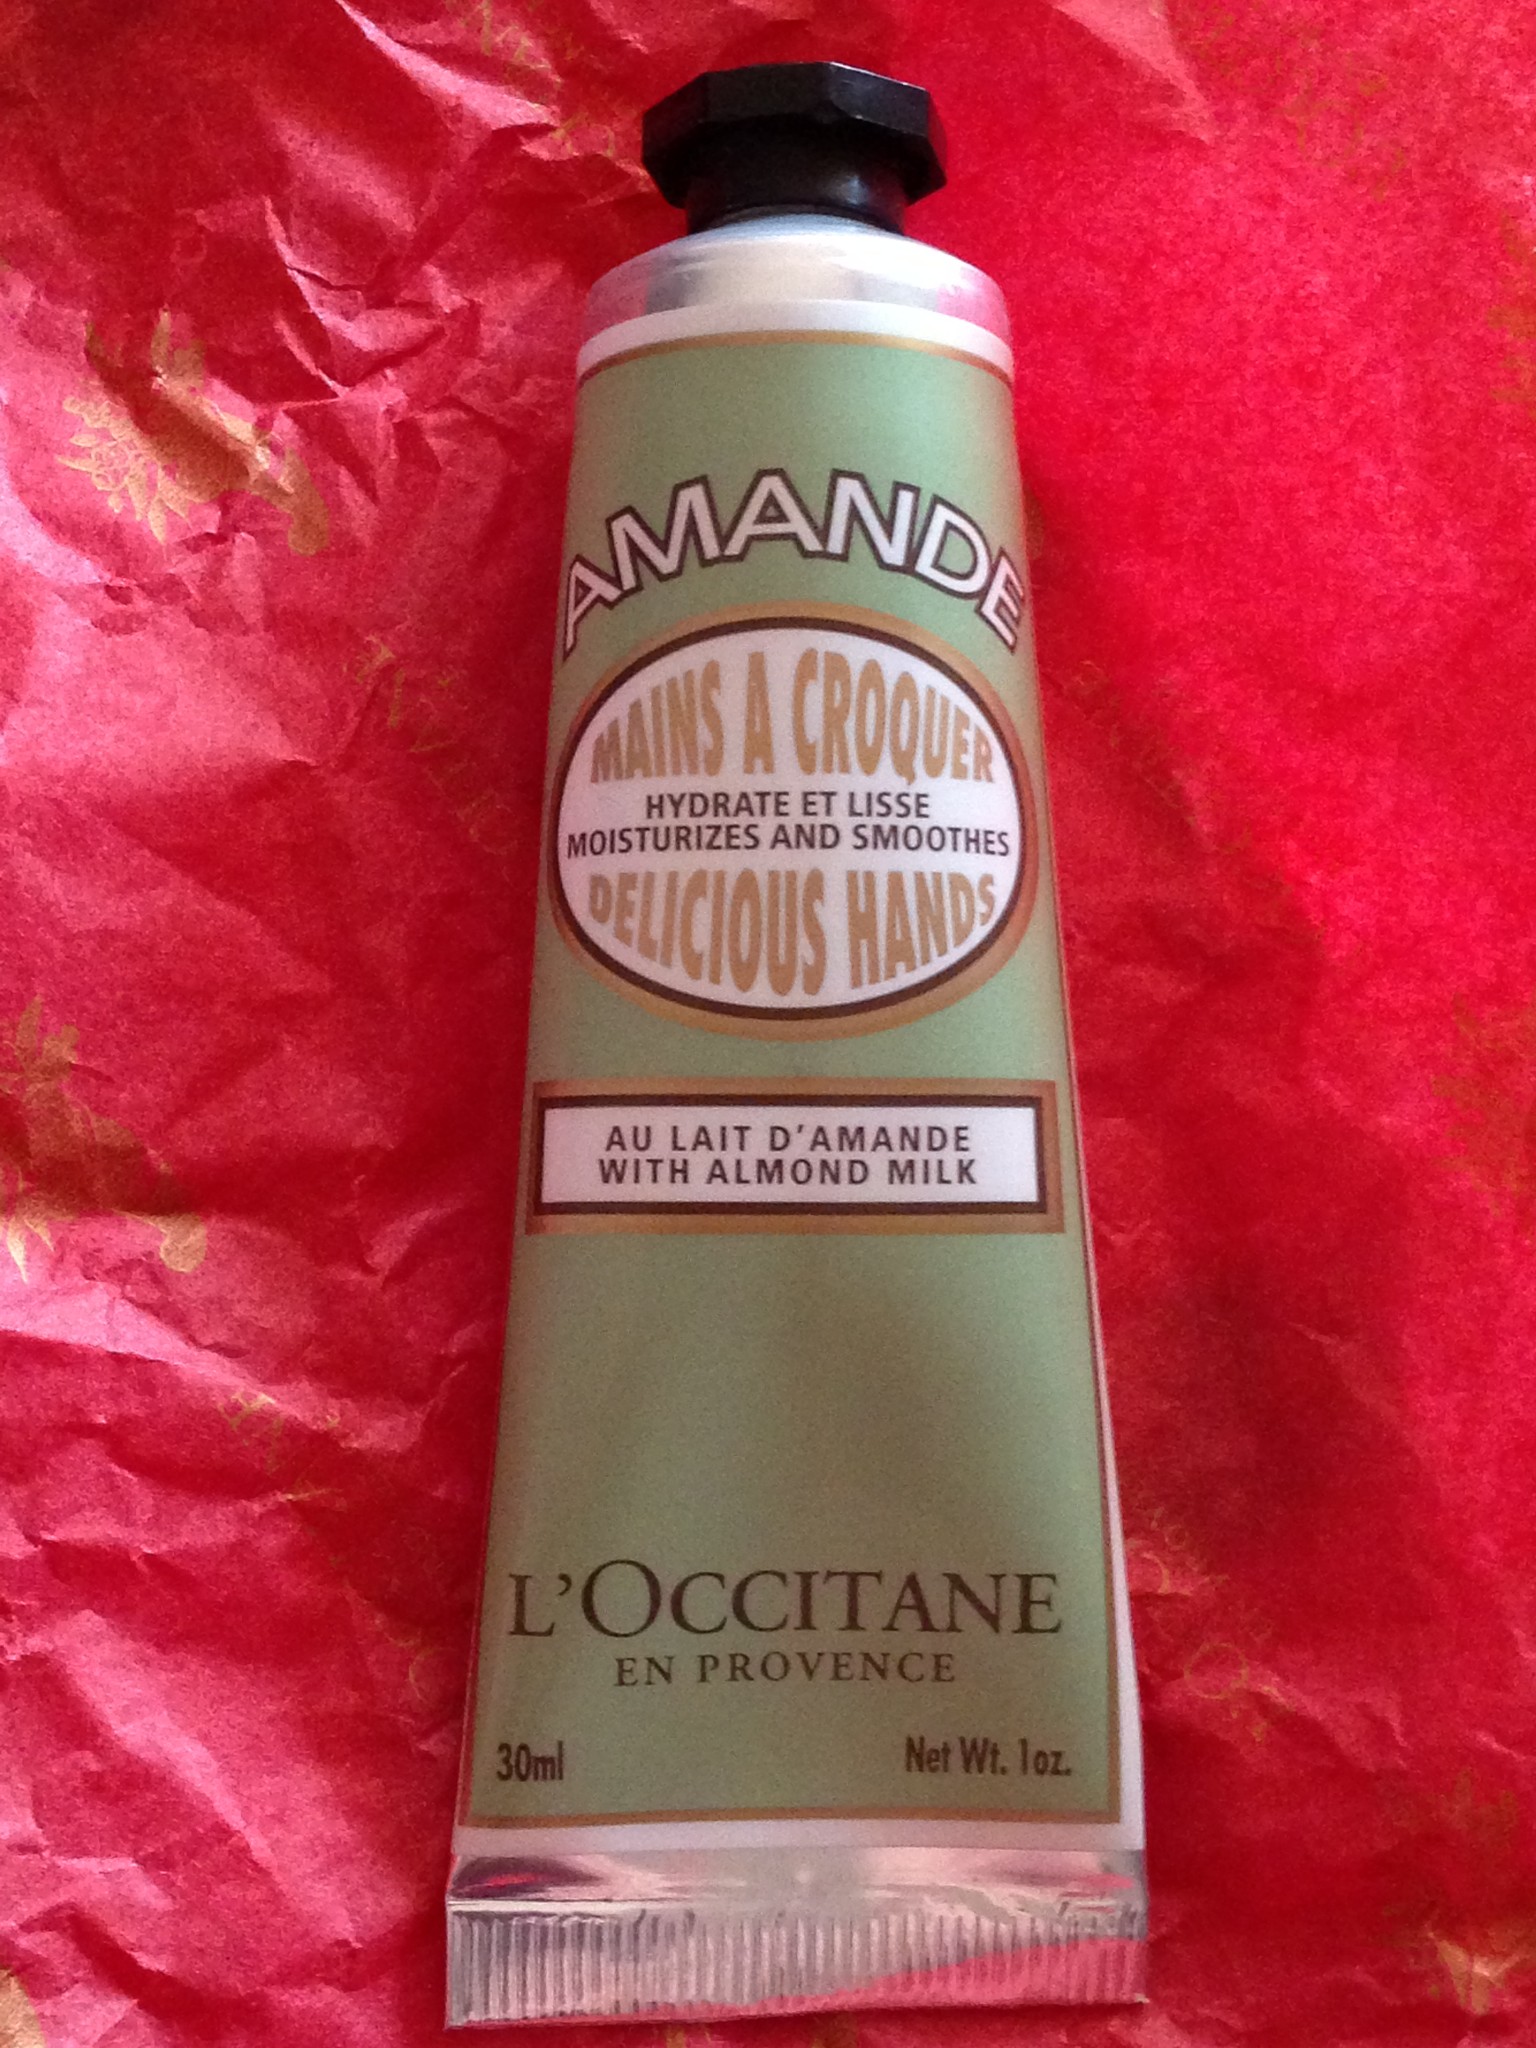 AMANDE
MAINS A CROQUER
HYDRATE ET LISSE
MOISTURIZES AND SMOOTHES
DELICIOUS HANDS
AU LAIT D'AMANDE
WITH ALMOND MILK
L'OCCITANE
EN PROVENCE
30ml Net Wt. 1oz.